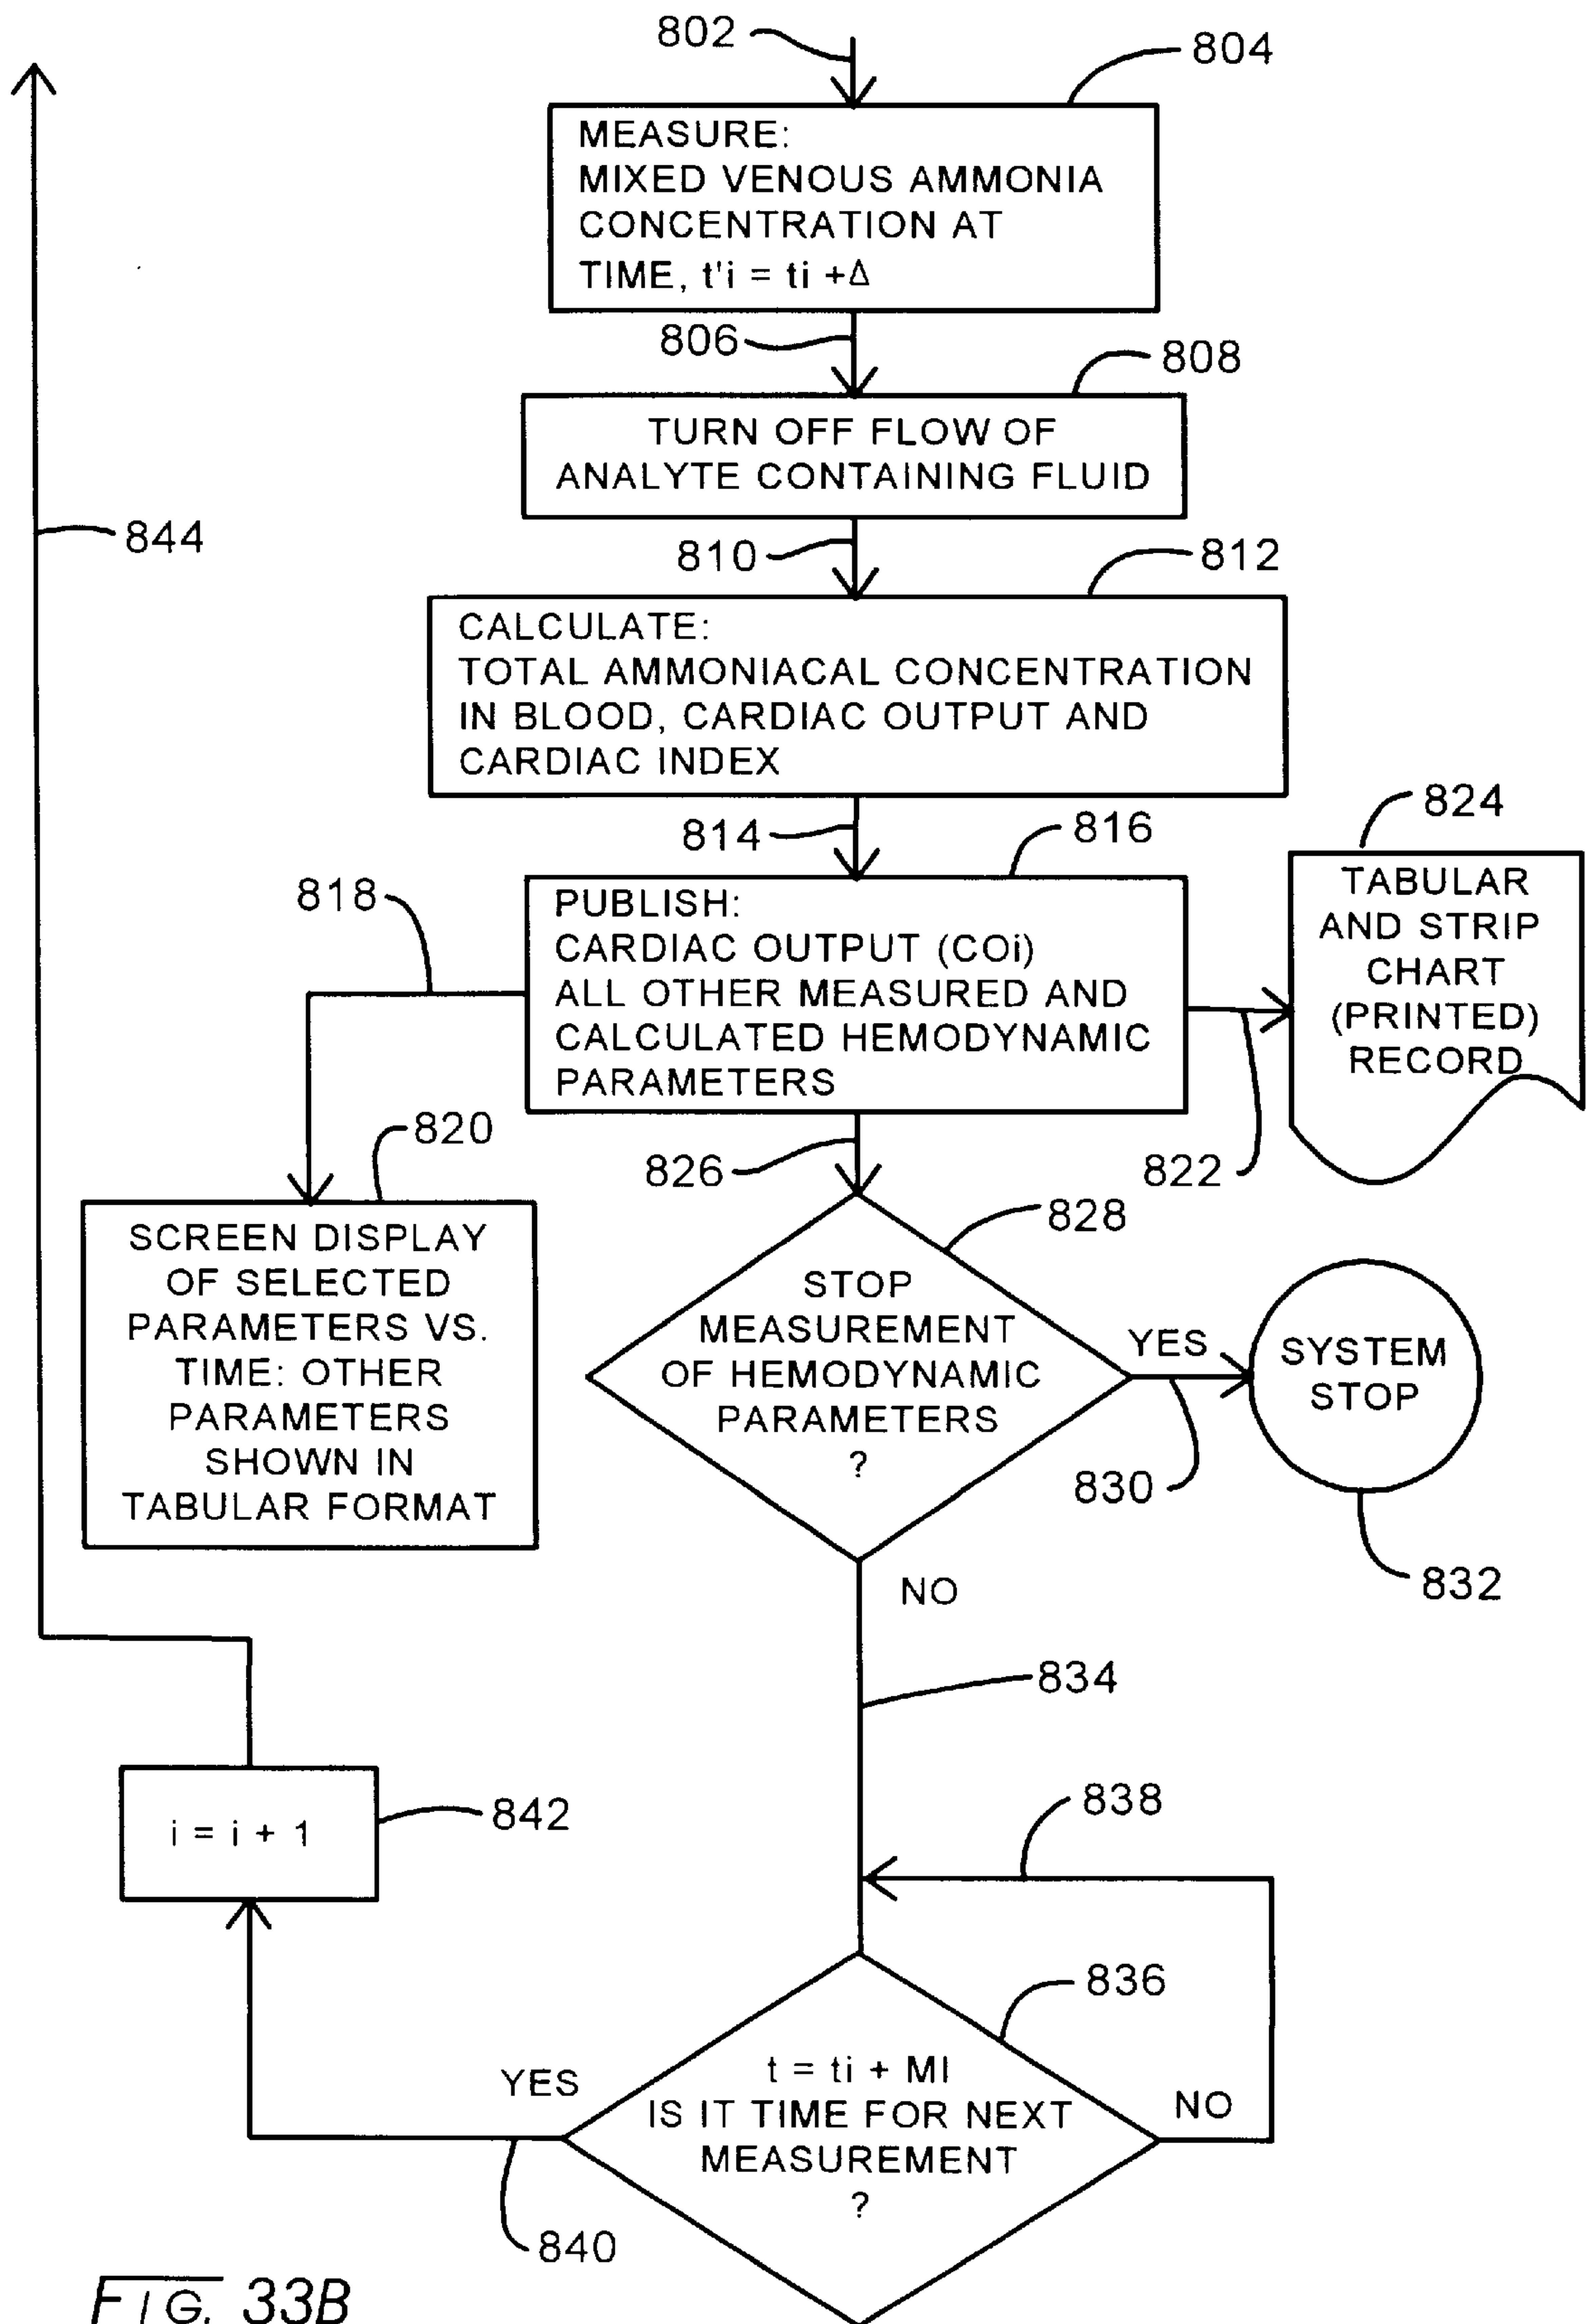 802
804
MEASURE:
MIXED VENOUS AMMONIA
CONCENTRATION AT
TIME, t'i = ti +Δ
806
808
TURN OFF FLOW OF
ANALYTE CONTAINING FLUID
844
810
812
CALCULATE:
TOTAL AMMONIACAL CONCENTRATION
IN BLOOD, CARDIAC OUTPUT AND
CARDIAC INDEX
814
816
824
818
PUBLISH:
CARDIAC OUTPUT (COi)
ALL OTHER MEASURED AND
CALCULATED HEMODYNAMIC
PARAMETERS
TABULAR
AND STRIP
CHART
(PRINTED)
RECORD
820
826
822
SCREEN DISPLAY
OF SELECTED
PARAMETERS VS.
TIME: OTHER
PARAMETERS
SHOWN IN
TABULAR FORMAT
828
STOP
MEASUREMENT
OF HEMODYNAMIC
PARAMETERS
?
YES
830
SYSTEM
STOP
832
NO
834
842
i = i + 1
838
836
t = ti + MI
IS IT TIME FOR NEXT
MEASUREMENT
?
YES
NO
840
FIG. 33B